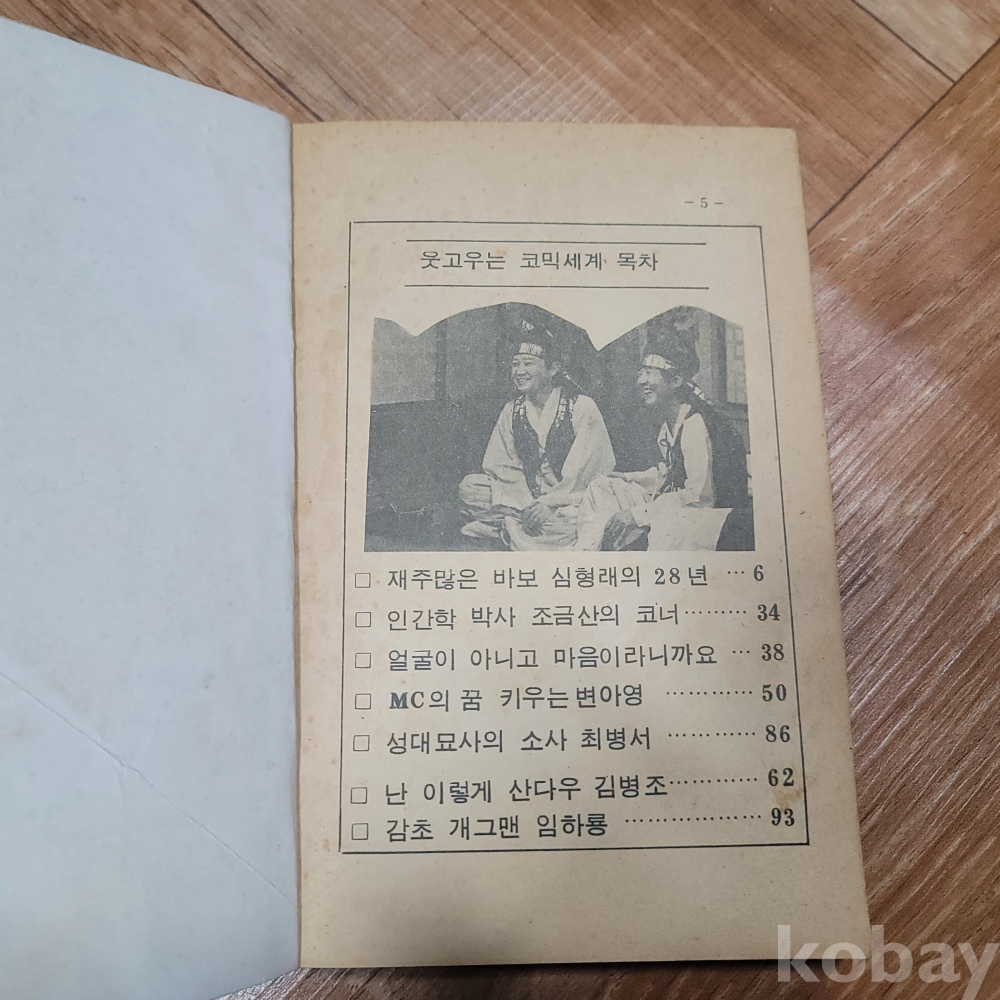 - 5 -
웃고우는 코믹세계 목차
□ 재주많은 바보 심형래의 28년 … 6
□ 인간학 박사 조금산의 코너 ……… 34
□ 얼굴이 아니고 마음이라니까요 … 38
□ MC의 꿈 키우는변아영 ………… 50
□ 성대묘사의 소사 최병서 ………… 86
□ 난 이렇게 산다우 김병조 ………… 62
□ 감초 개그맨 임하룡 ……………… 93
kobay